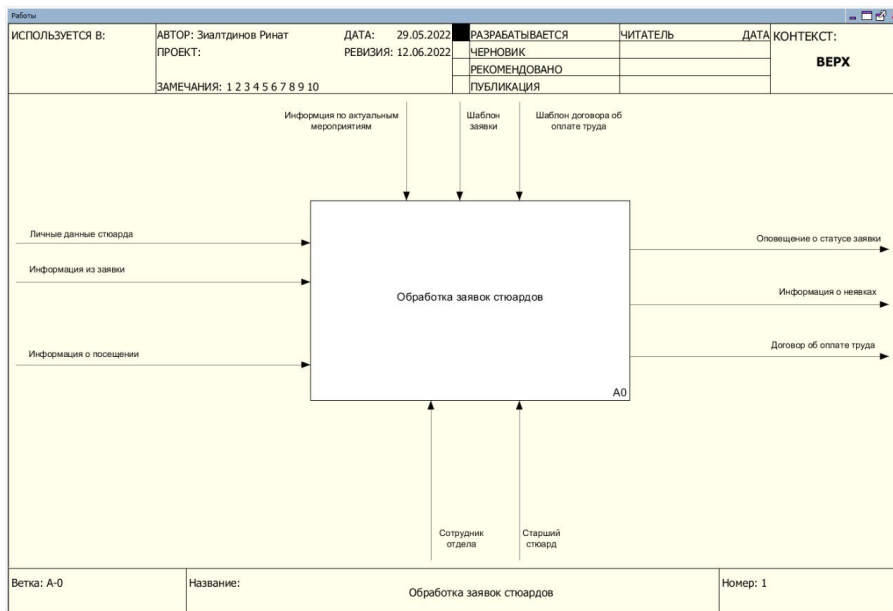 Работы
ИСПОЛЬЗУЕТСЯ В:
АВТОР: Зиалтдинов Ринат
ДАТА: 29.05.2022
РАЗРАБАТЫВАЕТСЯ
ЧИТАТЕЛЬ
ДАТА
КОНТЕКСТ:
ПРОЕКТ:
РЕВИЗИЯ: 12.06.2022
ЧЕРНОВИК
ВЕРХ
РЕКОМЕНДОВАНО
ЗАМЕЧАНИЯ: 1 2 3 4 5 6 7 8 9 10
ПУБЛИКАЦИЯ
Информция по актуальным
мероприятиям
Шаблон
заявки
Шаблон договора об
оплате труда
Личные данные стюарда
Информация из заявки
Информация о посещении
Обработка заявок стюардов
A0
Оповещение о статусе заявки
Информация о неявках
Договор об оплате труда
Сотрудник
отдела
Старший
стюард
Ветка: A-0
Название:
Обработка заявок стюардов
Номер: 1